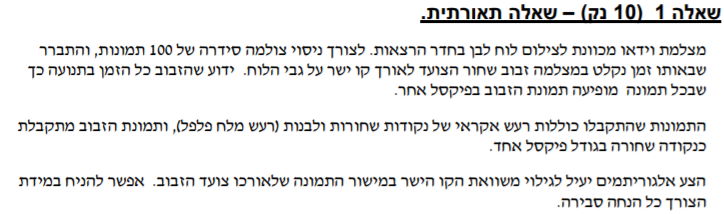 שאלה 1 (10 נק) – שאלה תאורתית.
מצלמת וידאו מכוונת לצילום לוח לבן בחדר הרצאות. לצורך ניסוי צולמה סידרה של 100 תמונות, והתברר
שבאותו זמן נקלט במצלמה זבוב שחור הצועד לאורך קו ישר על גבי הלוח. ידוע שהזבוב כל הזמן בתנועה כך
שבכל תמונה מופיעה תמונת הזבוב בפיקסל אחר.
התמונות שהתקבלו כוללות רעש אקראי של נקודות שחורות ולבנות (רעש מלח פלפל), ותמונת הזבוב מתקבלת
כנקודה שחורה בגודל פיקסל אחד.
הצע אלגוריתמים יעיל לגילוי משוואת הקו הישר במישור התמונה שלאורכו צועד הזבוב. אפשר להניח במידת
הצורך כל הנחה סבירה.